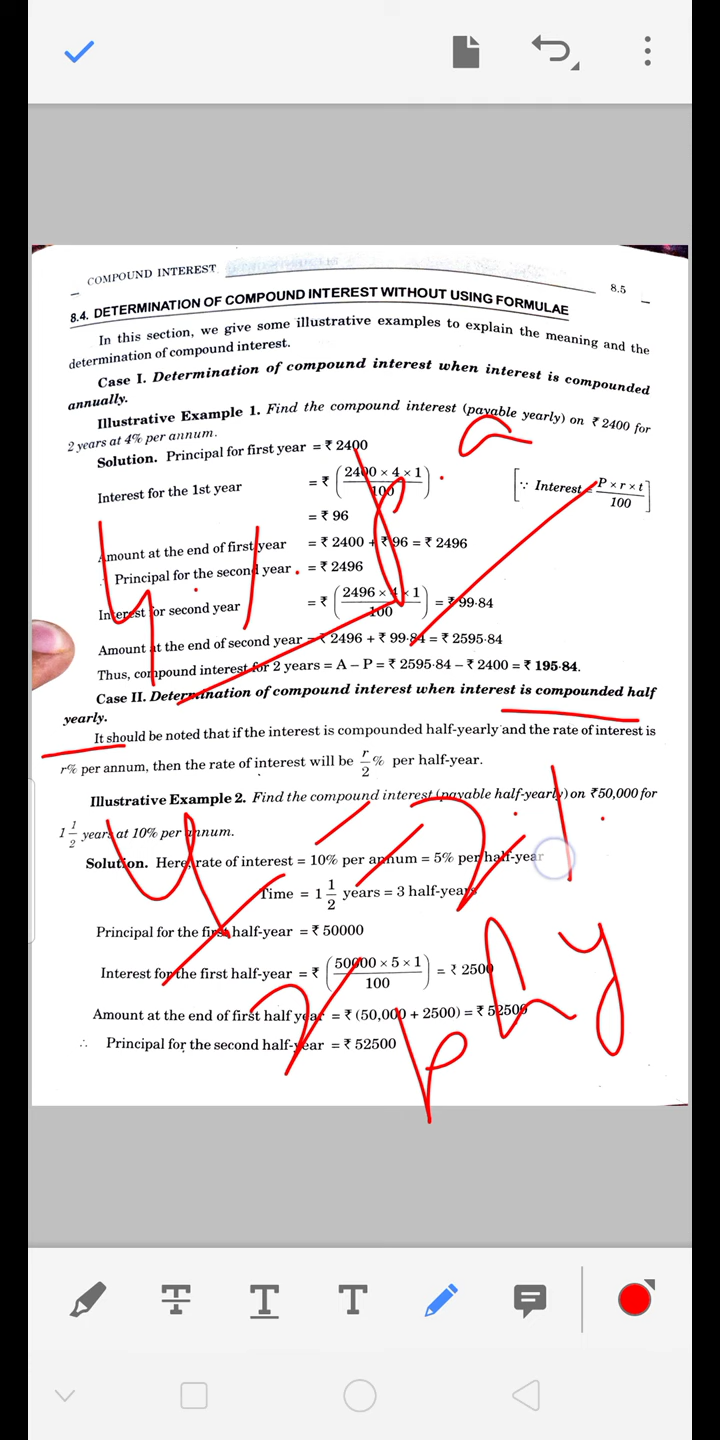 COMPOUND INTEREST
8.5
8.4. DETERMINATION OF COMPOUND INTEREST WITHOUT USING FORMULAE
In this section, we give some illustrative examples to explain the meaning and the
determination of compound interest.
Case I. Determination of compound interest when interest is compounded
annually.
Illustrative Example 1. Find the compound interest (payable yearly) on ₹ 2400 for
2 years at 4% per annum.
Solution. Principal for first year = ₹ 2400
Interest for the 1st year = ₹ (2400 × 4 × 1 / 100) [∵ Interest = P × r × t / 100]
= ₹ 96
Amount at the end of first year = ₹ 2400 + ₹ 96 = ₹ 2496
Principal for the second year = ₹ 2496
Interest for second year = ₹ (2496 × 4 × 1 / 100) = ₹ 99·84
Amount at the end of second year = ₹ 2496 + ₹ 99·84 = ₹ 2595·84
Thus, compound interest for 2 years = A – P = ₹ 2595·84 – ₹ 2400 = ₹ 195·84.
Case II. Determination of compound interest when interest is compounded half
yearly.
It should be noted that if the interest is compounded half-yearly and the rate of interest is
r% per annum, then the rate of interest will be r/2 % per half-year.
Illustrative Example 2. Find the compound interest (payable half-yearly) on ₹50,000 for
1 1/2 years at 10% per annum.
Solution. Here, rate of interest = 10% per annum = 5% per half-year
Time = 1 1/2 years = 3 half-years
Principal for the first half-year = ₹ 50000
Interest for the first half-year = ₹ (50000 × 5 × 1 / 100) = ₹ 2500
Amount at the end of first half year = ₹ (50,000 + 2500) = ₹ 52500
∴ Principal for the second half-year = ₹ 52500
4% p.a
4/2 = 2%
p hy